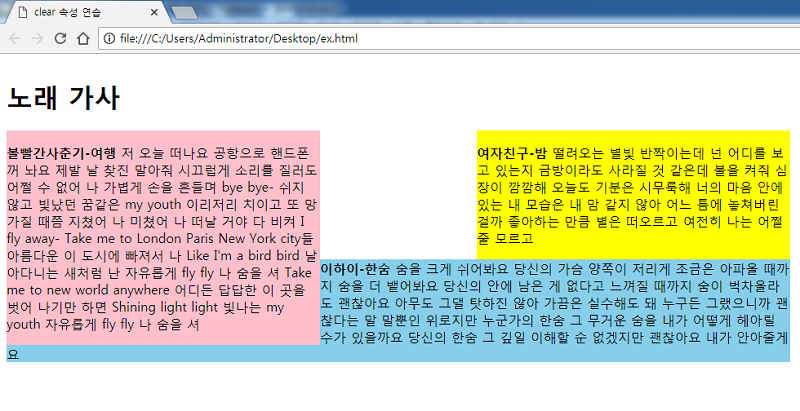 clear 속성 연습
file:///C:/Users/Administrator/Desktop/ex.html
노래 가사
볼빨간사춘기-여행 저 오늘 떠나요 공항으로 핸드폰
꺼 놔요 제발 날 찾진 말아줘 시끄럽게 소리를 질러도
어쩔 수 없어 나 가볍게 손을 흔들며 bye bye- 쉬지
않고 빛났던 꿈같은 my youth 이리저리 치이고 또 망
가질 때쯤 지쳤어 나 미쳤어 나 떠날 거야 다 비켜 I
fly away- Take me to London Paris New York city들
아름다운 이 도시에 빠져서 나 Like I'm a bird bird 날
아다니는 새처럼 난 자유롭게 fly fly 나 숨을 셔 Take
me to new world anywhere 어디든 답답한 이 곳을
벗어 나기만 하면 Shining light light 빛나는 my
youth 자유롭게 fly fly 나 숨을 셔
여자친구-밤 떨려오는 별빛 반짝이는데 넌 어디를 보
고 있는지 금방이라도 사라질 것 같은데 불을 켜줘 심
장이 깜깜해 오늘도 기분은 시무룩해 너의 마음 안에
있는 내 모습은 내 맘 같지 않아 어느 틈에 놓쳐버린
걸까 좋아하는 만큼 별은 떠오르고 여전히 나는 어쩔
줄 모르고
이하이-한숨 숨을 크게 쉬어봐요 당신의 가슴 양쪽이 저리게 조금은 아파올 때까
지 숨을 더 뱉어봐요 당신의 안에 남은 게 없다고 느껴질 때까지 숨이 벅차올라
도 괜찮아요 아무도 그댈 탓하진 않아 가끔은 실수해도 돼 누구든 그랬으니까 괜
찮다는 말 말뿐인 위로지만 누군가의 한숨 그 무거운 숨을 내가 어떻게 헤아릴
수가 있을까요 당신의 한숨 그 깊일 이해할 순 없겠지만 괜찮아요 내가 안아줄게
요